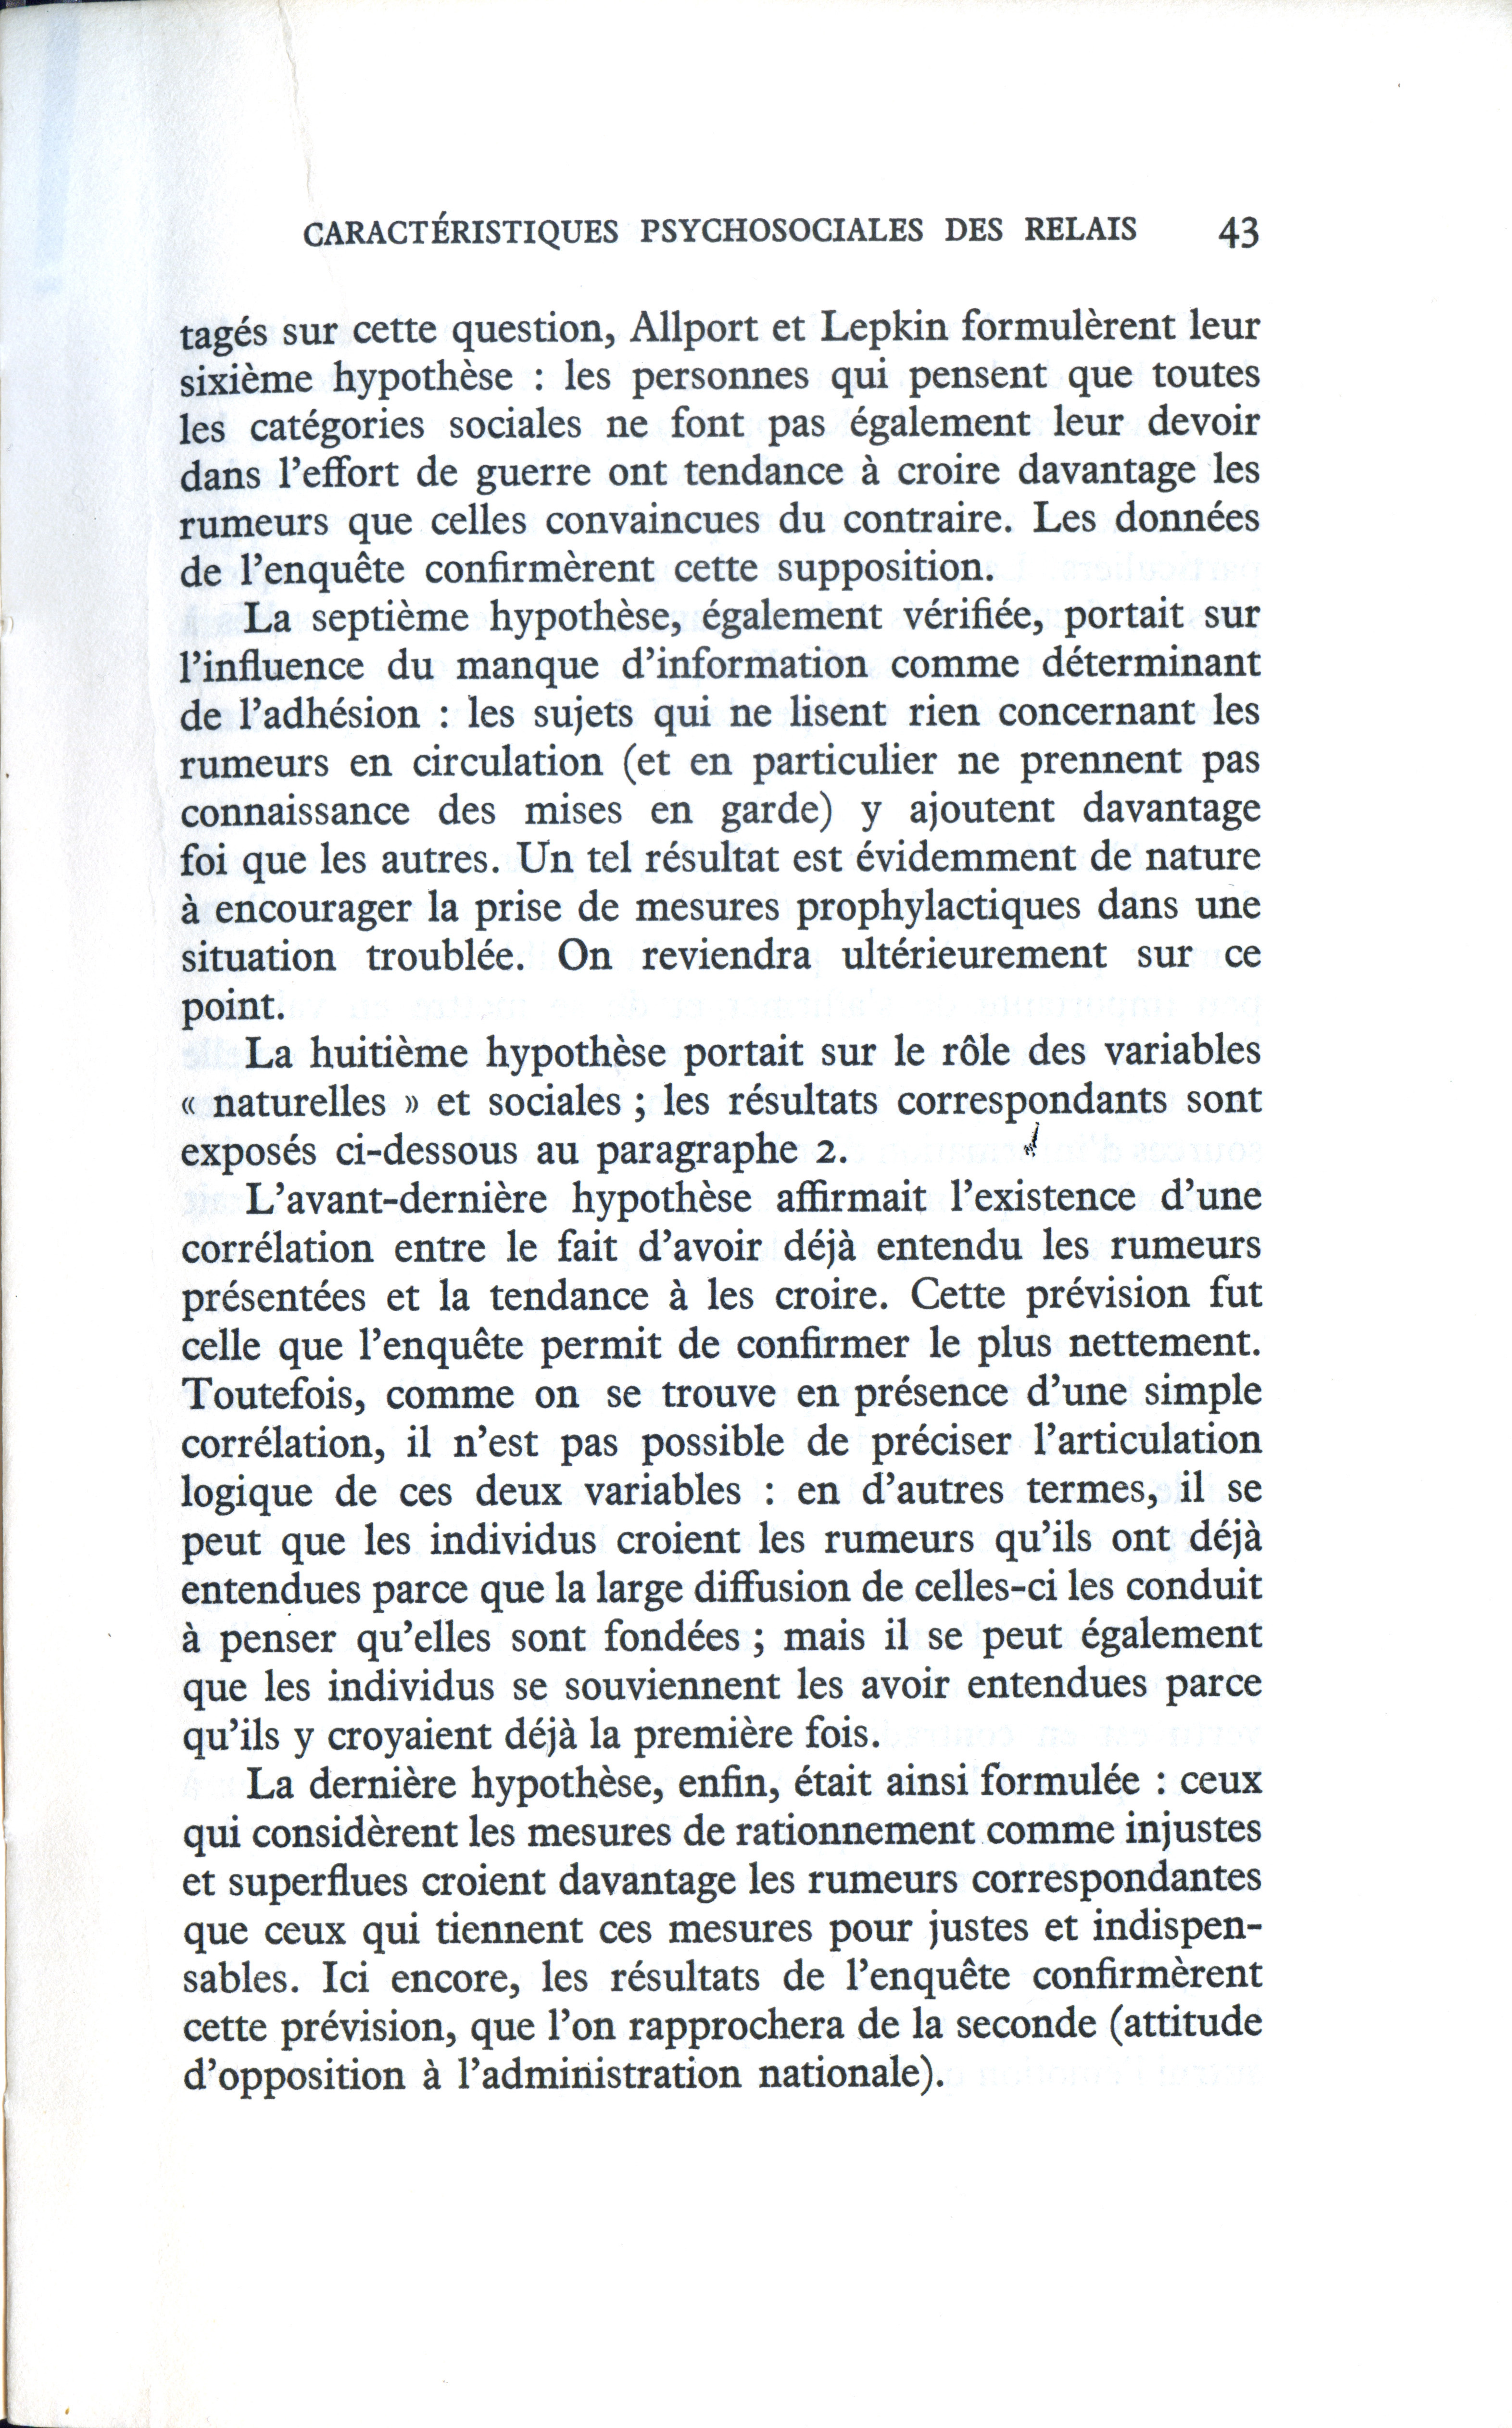 CARACTÉRISTIQUES PSYCHOSOCIALES DES RELAIS 43
tagés sur cette question, Allport et Lepkin formulèrent leur
sixième hypothèse : les personnes qui pensent que toutes
les catégories sociales ne font pas également leur devoir
dans l'effort de guerre ont tendance à croire davantage les
rumeurs que celles convaincues du contraire. Les données
de l'enquête confirmèrent cette supposition.
La septième hypothèse, également vérifiée, portait sur
l'influence du manque d'information comme déterminant
de l'adhésion : les sujets qui ne lisent rien concernant les
rumeurs en circulation (et en particulier ne prennent pas
connaissance des mises en garde) y ajoutent davantage
foi que les autres. Un tel résultat est évidemment de nature
à encourager la prise de mesures prophylactiques dans une
situation troublée. On reviendra ultérieurement sur ce
point.
La huitième hypothèse portait sur le rôle des variables
« naturelles » et sociales ; les résultats correspondants sont
exposés ci-dessous au paragraphe 2.
L'avant-dernière hypothèse affirmait l'existence d'une
corrélation entre le fait d'avoir déjà entendu les rumeurs
présentées et la tendance à les croire. Cette prévision fut
celle que l'enquête permit de confirmer le plus nettement.
Toutefois, comme on se trouve en présence d'une simple
corrélation, il n'est pas possible de préciser l'articulation
logique de ces deux variables : en d'autres termes, il se
peut que les individus croient les rumeurs qu'ils ont déjà
entendues parce que la large diffusion de celles-ci les conduit
à penser qu'elles sont fondées ; mais il se peut également
que les individus se souviennent les avoir entendues parce
qu'ils y croyaient déjà la première fois.
La dernière hypothèse, enfin, était ainsi formulée : ceux
qui considèrent les mesures de rationnement comme injustes
et superflues croient davantage les rumeurs correspondantes
que ceux qui tiennent ces mesures pour justes et indispen-
sables. Ici encore, les résultats de l'enquête confirmèrent
cette prévision, que l'on rapprochera de la seconde (attitude
d'opposition à l'administration nationale).